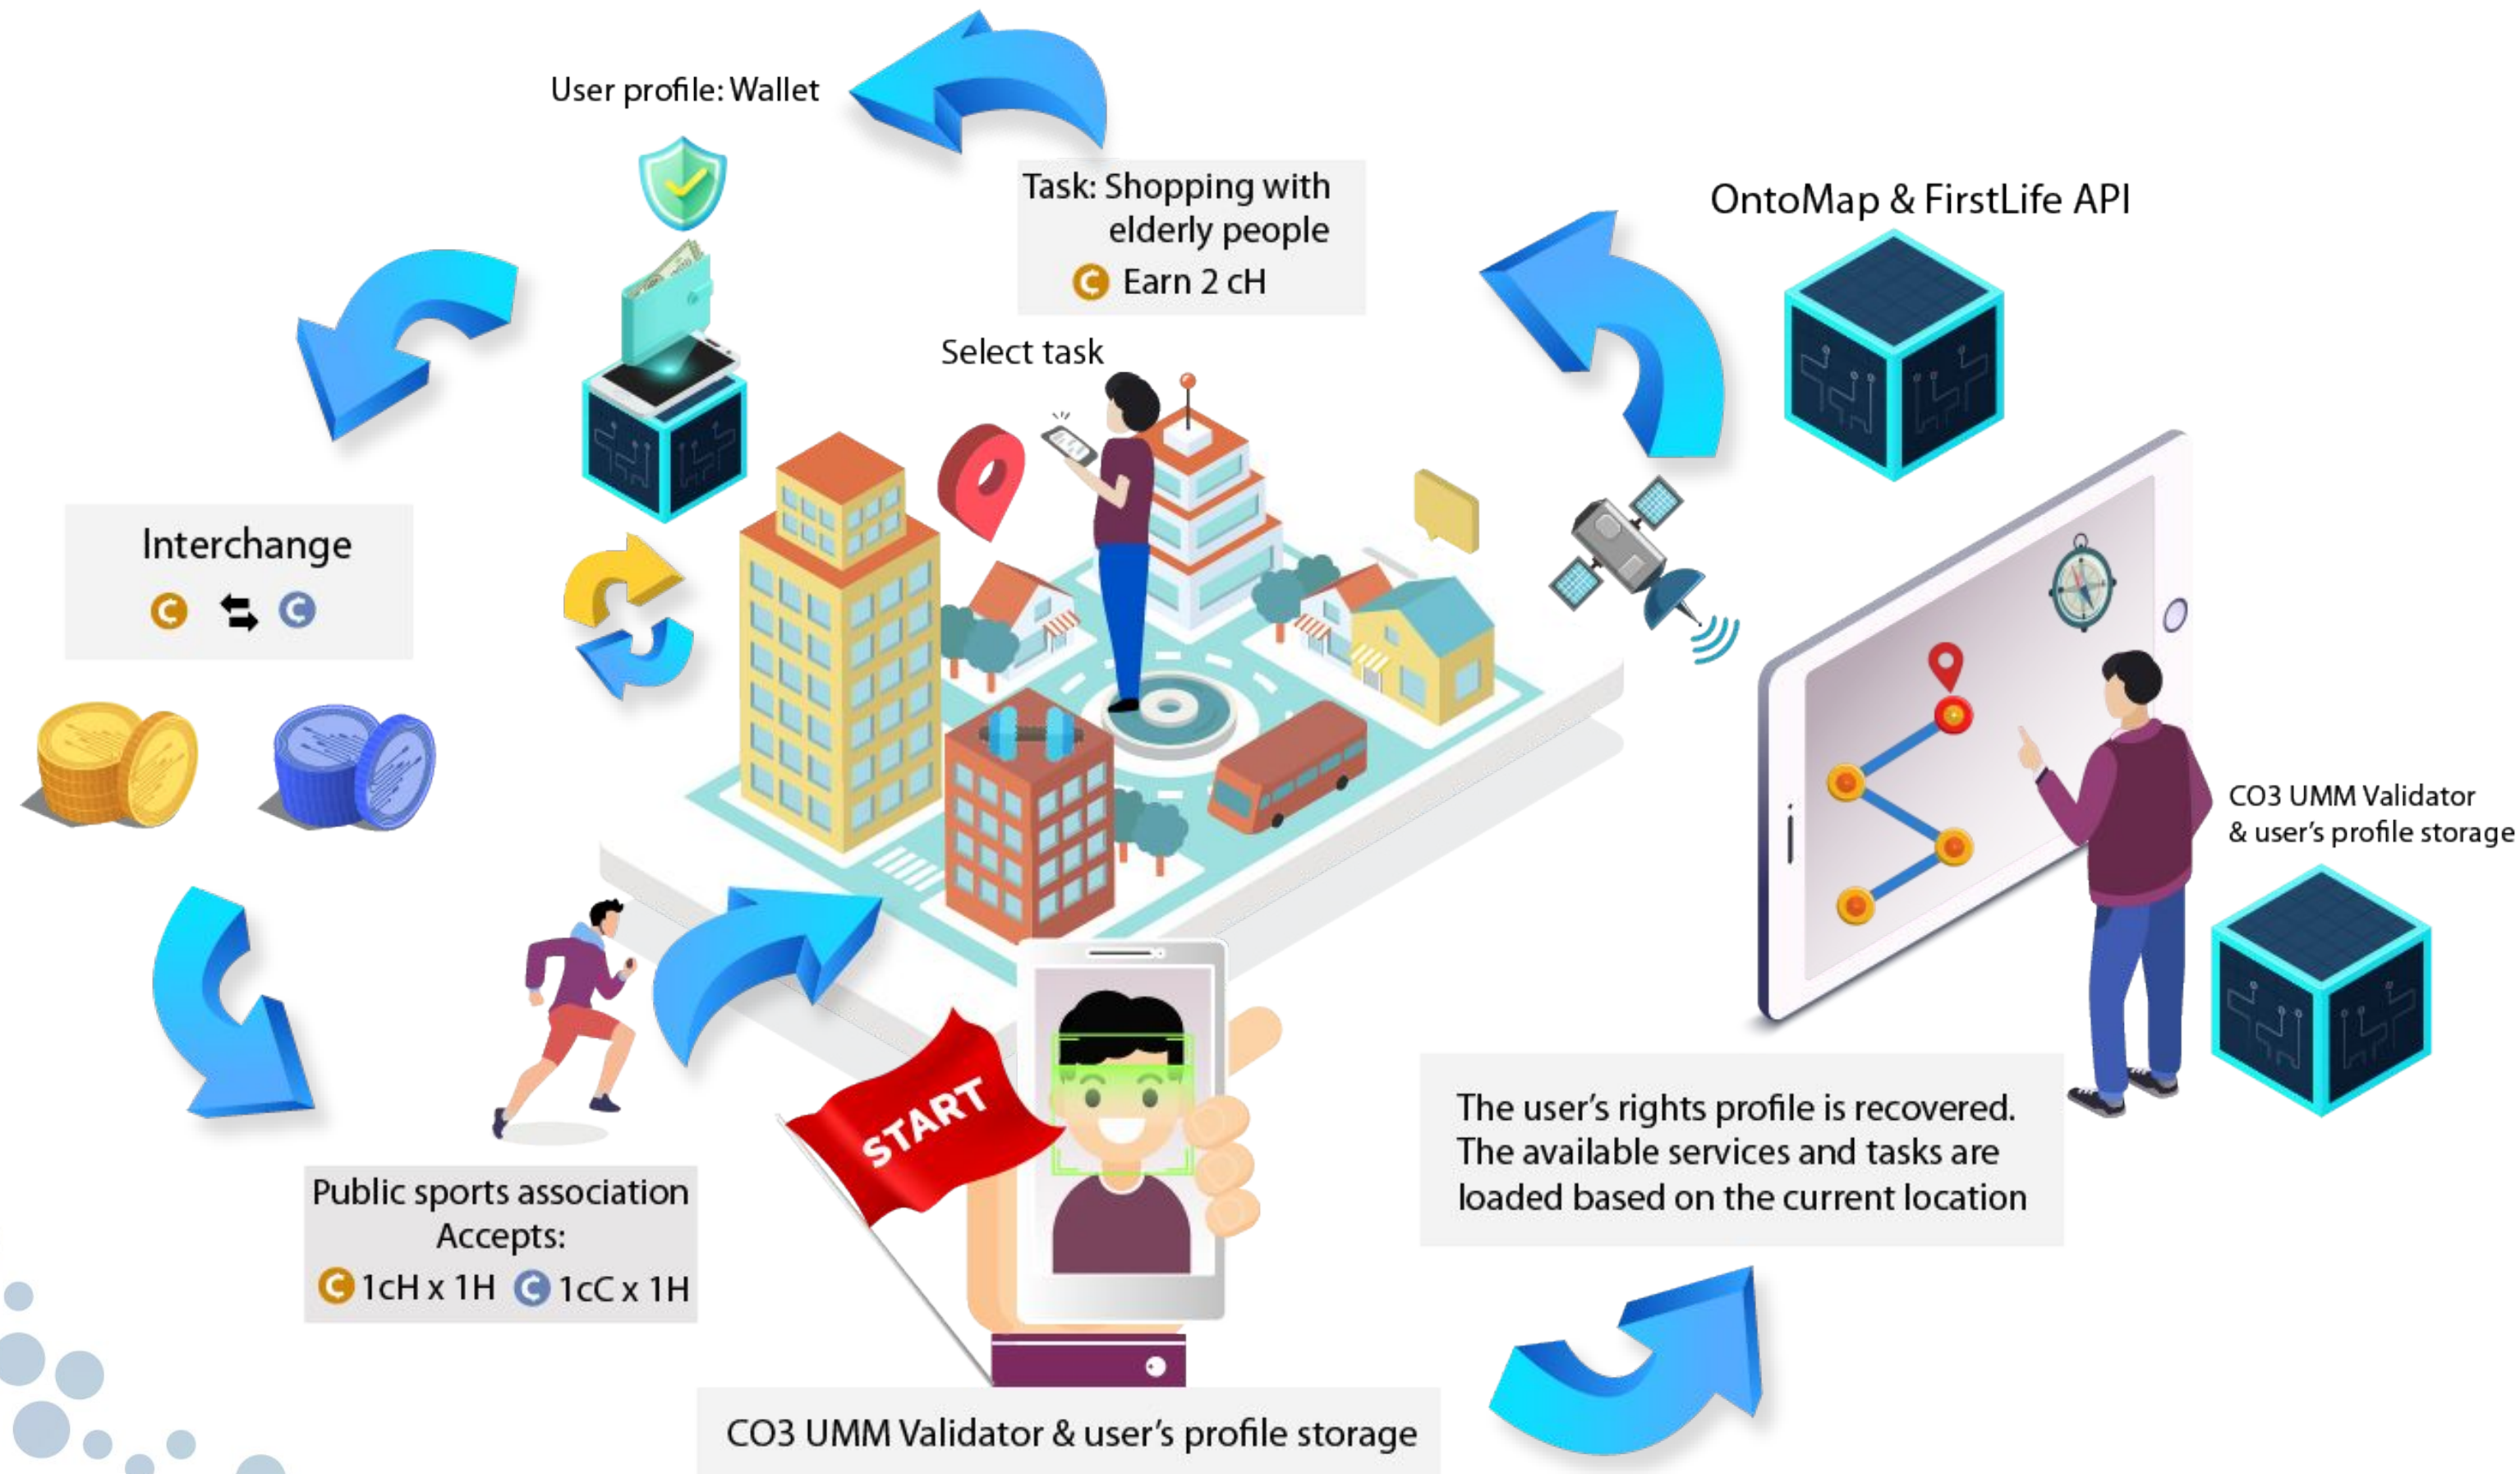 User profile: Wallet
Task: Shopping with
elderly people
Earn 2 cH
OntoMap & FirstLife API
Select task
Interchange
CO3 UMM Validator
& user's profile storage
START
The user's rights profile is recovered.
The available services and tasks are
loaded based on the current location
Public sports association
Accepts:
1cH x 1H 1cC x 1H
CO3 UMM Validator & user's profile storage